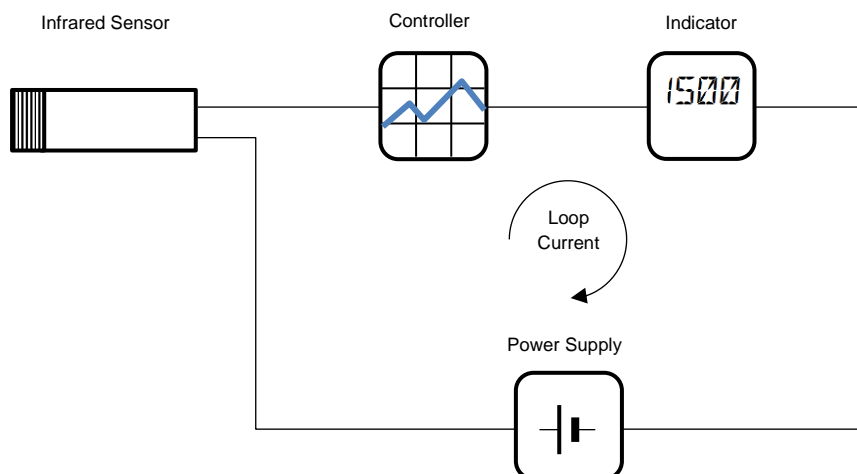 Infrared Sensor
Controller
Indicator
1500
Loop
Current
Power Supply